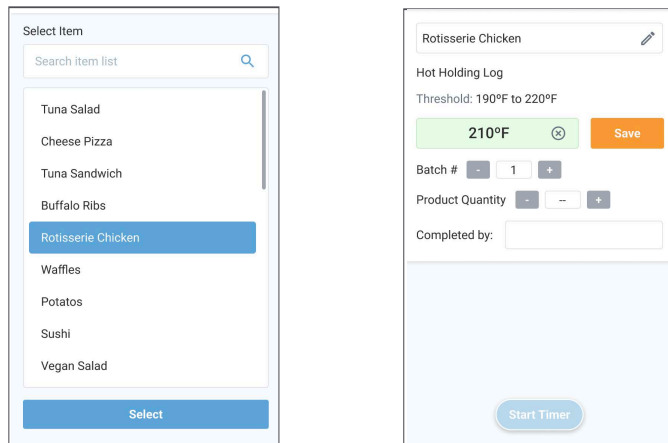 Select Item
Search item list
Tuna Salad
Cheese Pizza
Tuna Sandwich
Buffalo Ribs
Rotisserie Chicken
Waffles
Potatos
Sushi
Vegan Salad
Select
Rotisserie Chicken
Hot Holding Log
Threshold: 190ºF to 220ºF
210ºF Save
Batch # - 1 +
Product Quantity - -- +
Completed by:
Start Timer